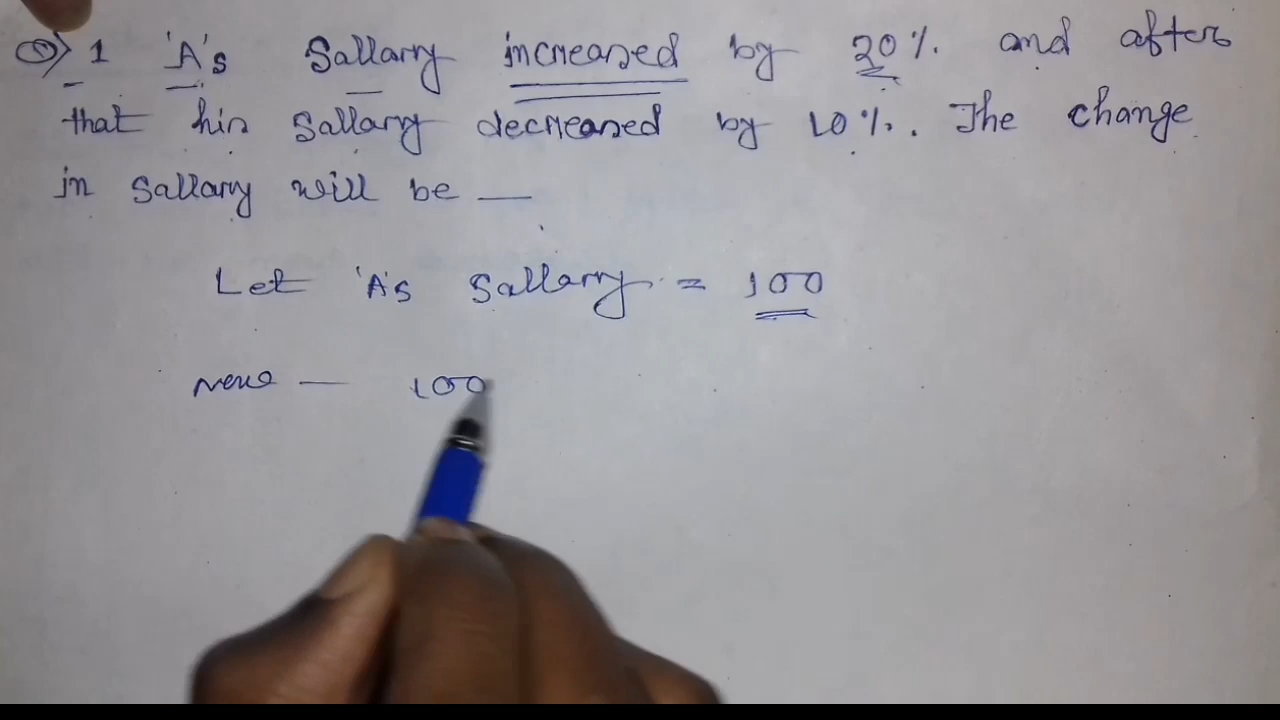 Q> 1 'A's Sallary increased by 20% and after
that his Sallary decreased by 10%. The change
in Sallary will be —
Let 'A's Sallary = 100
New — 100